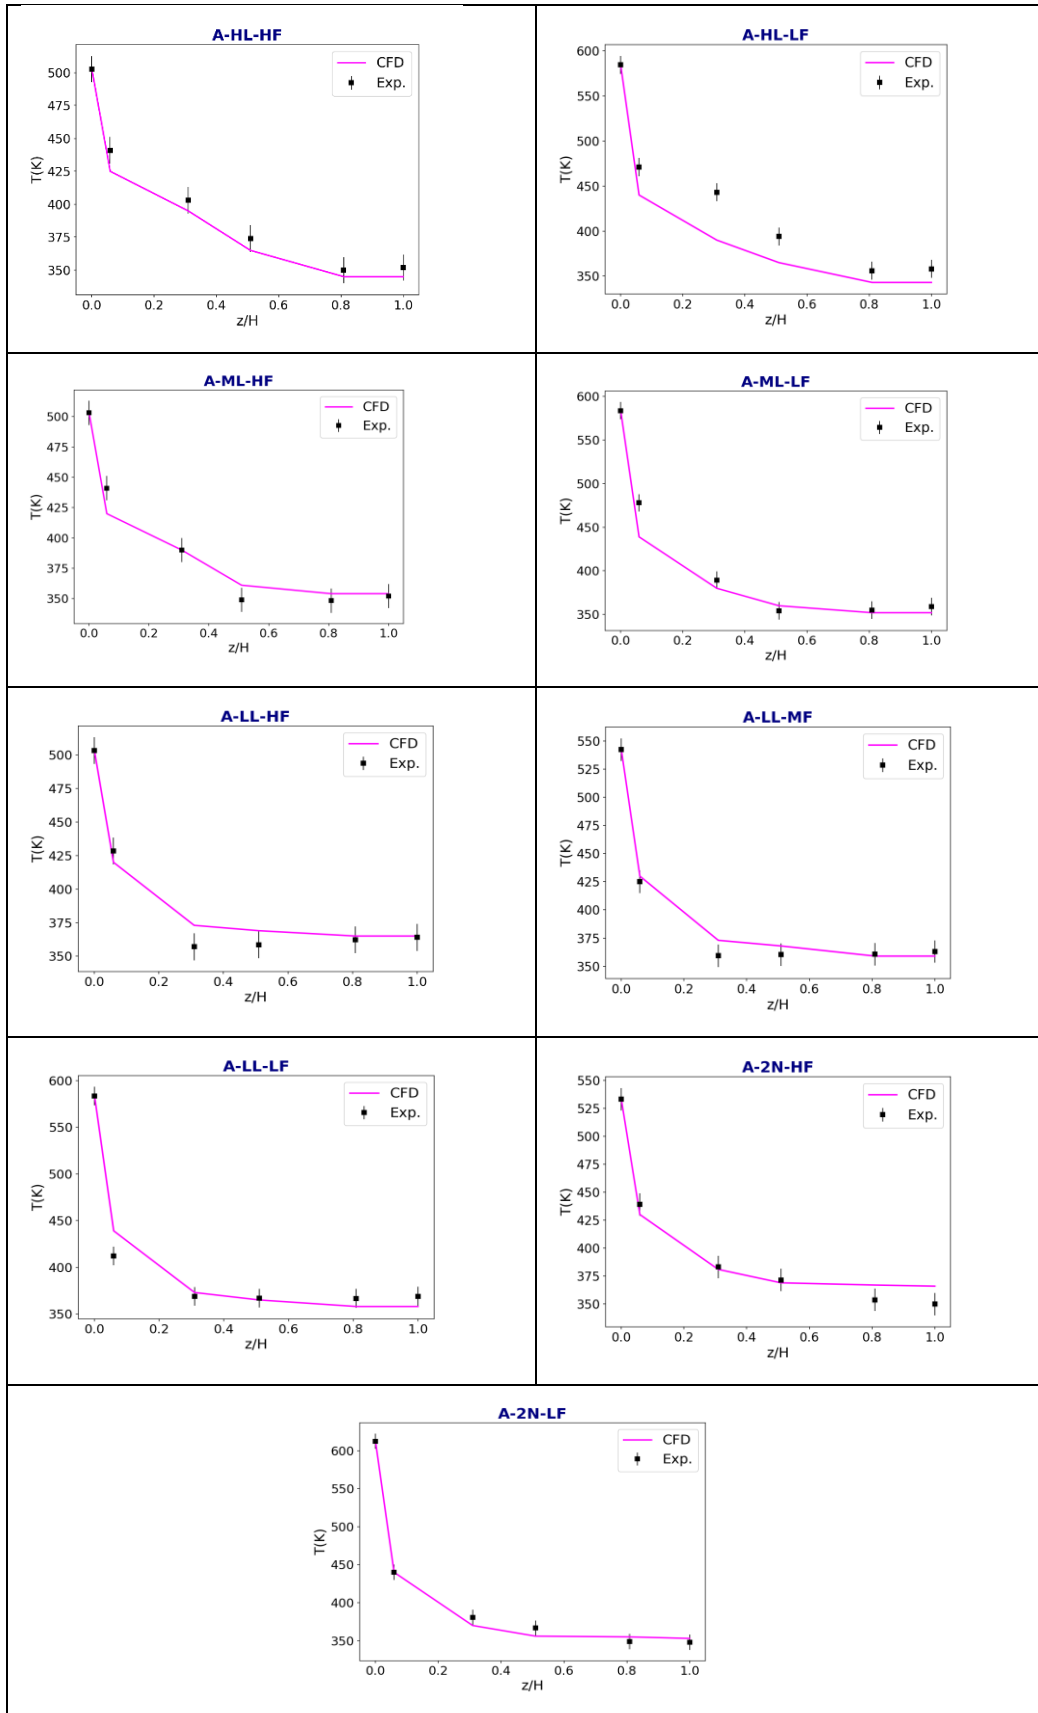 A-HL-HF
CFD
Exp.
500
475
450
425
400
375
350
T(K)
0.0 0.2 0.4 0.6 0.8 1.0
z/H
A-HL-LF
CFD
Exp.
600
550
500
450
400
350
T(K)
0.0 0.2 0.4 0.6 0.8 1.0
z/H
A-ML-HF
CFD
Exp.
500
475
450
425
400
375
350
T(K)
0.0 0.2 0.4 0.6 0.8 1.0
z/H
A-ML-LF
CFD
Exp.
600
550
500
450
400
350
T(K)
0.0 0.2 0.4 0.6 0.8 1.0
z/H
A-LL-HF
CFD
Exp.
500
475
450
425
400
375
350
T(K)
0.0 0.2 0.4 0.6 0.8 1.0
z/H
A-LL-MF
CFD
Exp.
550
525
500
475
450
425
400
375
350
T(K)
0.0 0.2 0.4 0.6 0.8 1.0
z/H
A-LL-LF
CFD
Exp.
600
550
500
450
400
350
T(K)
0.0 0.2 0.4 0.6 0.8 1.0
z/H
A-2N-HF
CFD
Exp.
550
525
500
475
450
425
400
375
350
T(K)
0.0 0.2 0.4 0.6 0.8 1.0
z/H
A-2N-LF
CFD
Exp.
600
550
500
450
400
350
T(K)
0.0 0.2 0.4 0.6 0.8 1.0
z/H